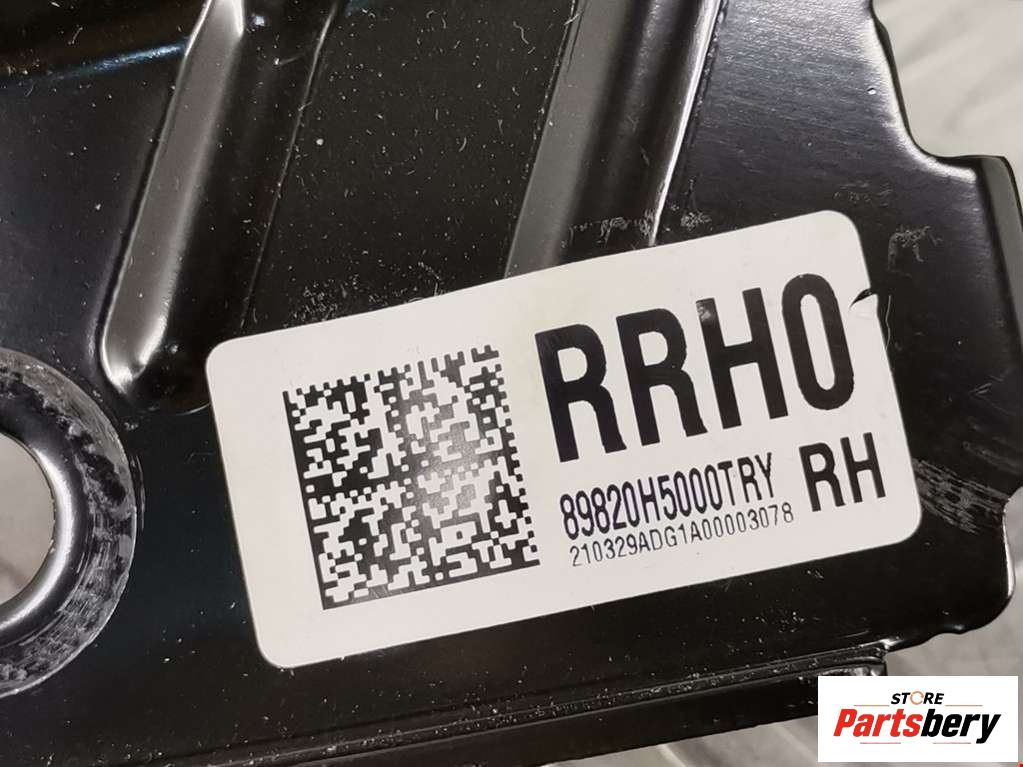 RRH0
89820H5000TRY
RH
210329ADG1A00003078
STORE
Partsbery